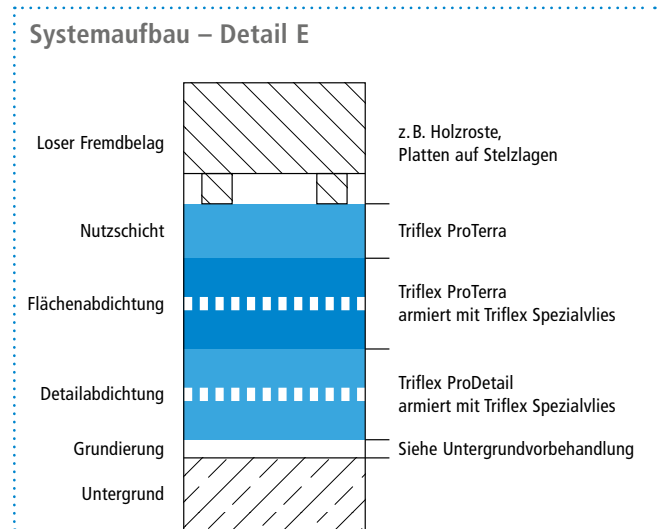 Systemaufbau – Detail E
Loser Fremdbelag
z. B. Holzroste,
Platten auf Stelzlagen
Nutzschicht
Triflex ProTerra
Flächenabdichtung
Triflex ProTerra
armiert mit Triflex Spezialvlies
Detailabdichtung
Triflex ProDetail
armiert mit Triflex Spezialvlies
Grundierung
Siehe Untergrundvorbehandlung
Untergrund